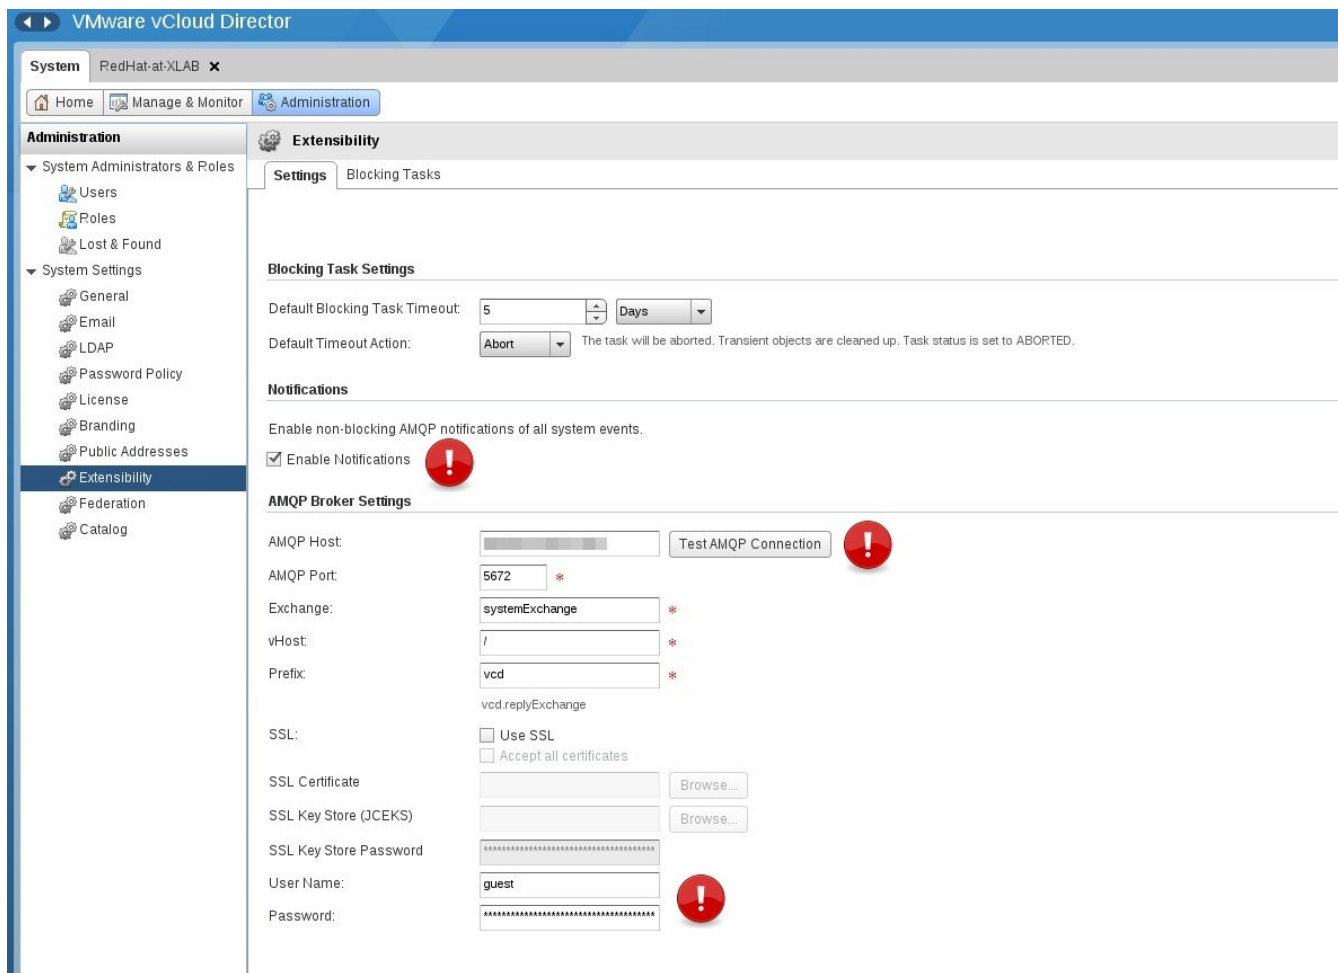 VMware vCloud Director
System RedHat-at-XLAB
Home Manage & Monitor Administration
Administration
System Administrators & Roles
Users
Roles
Lost & Found
System Settings
General
Email
LDAP
Password Policy
License
Branding
Public Addresses
Extensibility
Federation
Catalog
Extensibility
Settings Blocking Tasks
Blocking Task Settings
Default Blocking Task Timeout: 5 Days
Default Timeout Action: Abort The task will be aborted. Transient objects are cleaned up. Task status is set to ABORTED.
Notifications
Enable non-blocking AMQP notifications of all system events.
Enable Notifications !
AMQP Broker Settings
AMQP Host: Test AMQP Connection !
AMQP Port: 5672 *
Exchange: systemExchange *
vHost: / *
Prefix: vcd *
vcd.replyExchange
SSL: Use SSL
Accept all certificates
SSL Certificate Browse...
SSL Key Store (JCEKS) Browse...
SSL Key Store Password **************************************
User Name: guest !
Password: **************************************